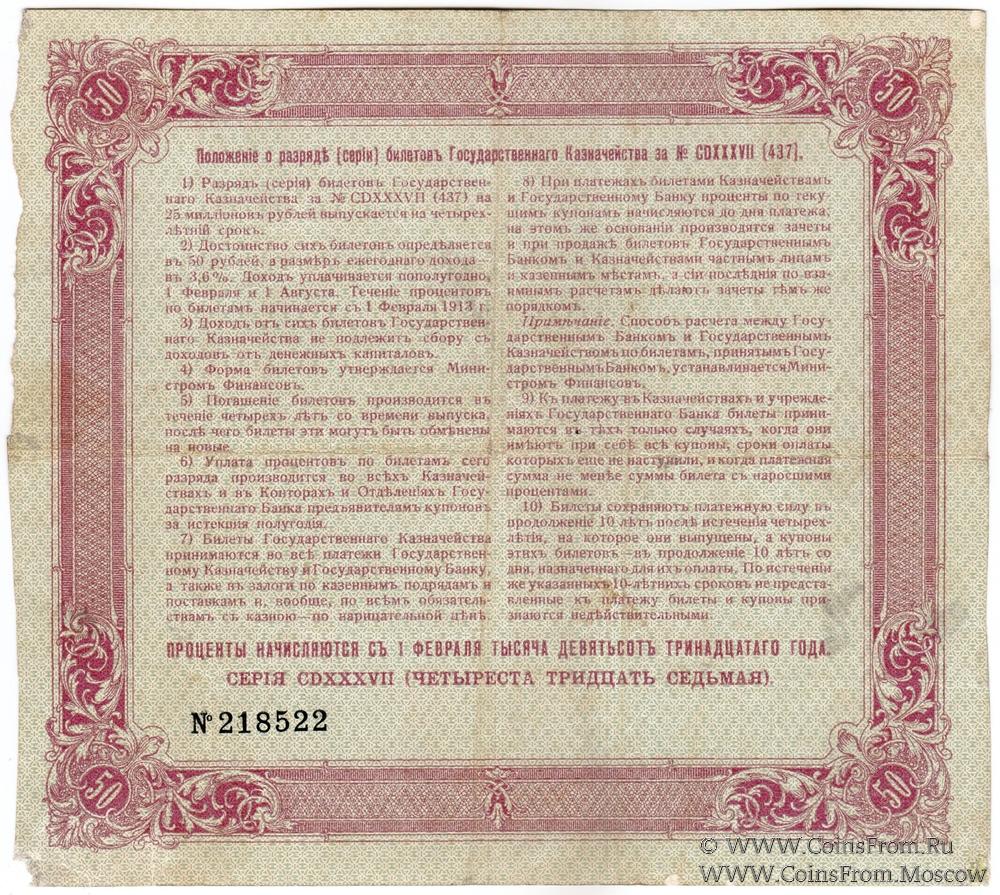 50
50
Положеніе о разрядѣ (серіи) билетовъ Государственнаго Казначейства за № CDXXXVII (437).
1) Разрядъ (серія) билетовъ Государствен-
наго Казначейства за № CDXXXVII (437) на
25 милліоновъ рублей выпускается на четырех-
лѣтній срокъ.
2) Достоинство сихъ билетовъ опредѣляется
въ 50 рублей, а размѣръ ежегоднаго дохода—
въ 3,6%. Доходъ уплачивается пополугодно,
1 Февраля и 1 Августа. Теченіе процентовъ
по билетамъ начинается съ 1 Февраля 1913 г.
3) Доходъ отъ сихъ билетовъ Государствен-
наго Казначейства не подлежитъ сбору съ
доходовъ отъ денежныхъ капиталовъ.
4) Форма билетовъ утверждается Мини-
стромъ Финансовъ.
5) Погашеніе билетовъ производится въ
теченіе четырехъ лѣтъ со времени выпуска,
послѣ чего билеты эти могутъ быть обмѣнены
на новые.
6) Уплата процентовъ по билетамъ сего
разряда производится во всѣхъ Казначей-
ствахъ и въ Конторахъ и Отдѣленіяхъ Госу-
дарственнаго Банка предъявителямъ купоновъ
за истекшія полугодія.
7) Билеты Государственнаго Казначейства
принимаются во всѣ платежи Государствен-
ному Казначейству и Государственному Банку,
а также въ залоги по казеннымъ подрядамъ и
поставкамъ и, вообще, по всѣмъ обязатель-
ствамъ съ казною—по нарицательной цѣнѣ.
8) При платежахъ билетами Казначействамъ
и Государственному Банку проценты по теку-
щимъ купонамъ начисляются до дня платежа;
на этомъ же основаніи производятся зачеты
и при продажѣ билетовъ Государственнымъ
Банкомъ и Казначействами частнымъ лицамъ
и казеннымъ мѣстамъ, а сіи послѣднія по вза-
имнымъ расчетамъ дѣлаютъ зачеты тѣмъ же
порядкомъ.
Примѣчаніе. Способъ расчета между Госу-
дарственнымъ Банкомъ и Государственнымъ
Казначействомъ по билетамъ, принятымъ Госу-
дарственнымъ Банкомъ, устанавливается Мини-
стромъ Финансовъ.
9) Къ платежу въ Казначействахъ и учрежде-
ніяхъ Государственнаго Банка билеты прини-
маются въ тѣхъ только случаяхъ, когда они
имѣютъ при себѣ всѣ купоны, сроки оплаты
которыхъ еще не наступили, и когда платежная
сумма не менѣе суммы билета съ наросшими
процентами.
10) Билеты сохраняютъ платежную силу въ
продолженіе 10 лѣтъ послѣ истеченія четырех-
лѣтія, на которое они выпущены, а купоны
этихъ билетовъ—въ продолженіе 10 лѣтъ со
дня, назначеннаго для ихъ оплаты. По истеченіи
же указанныхъ 10-лѣтнихъ сроковъ не предста-
вленные къ платежу билеты и купоны при-
знаются недѣйствительными.
ПРОЦЕНТЫ НАЧИСЛЯЮТСЯ СЪ 1 ФЕВРАЛЯ ТЫСЯЧА ДЕВЯТЬСОТЪ ТРИНАДЦАТАГО ГОДА.
СЕРІЯ CDXXXVII (ЧЕТЫРЕСТА ТРИДЦАТЬ СЕДЬМАЯ).
№ 218522
50
50
© WWW.CoinsFrom.Ru
WWW.CoinsFrom.Moscow